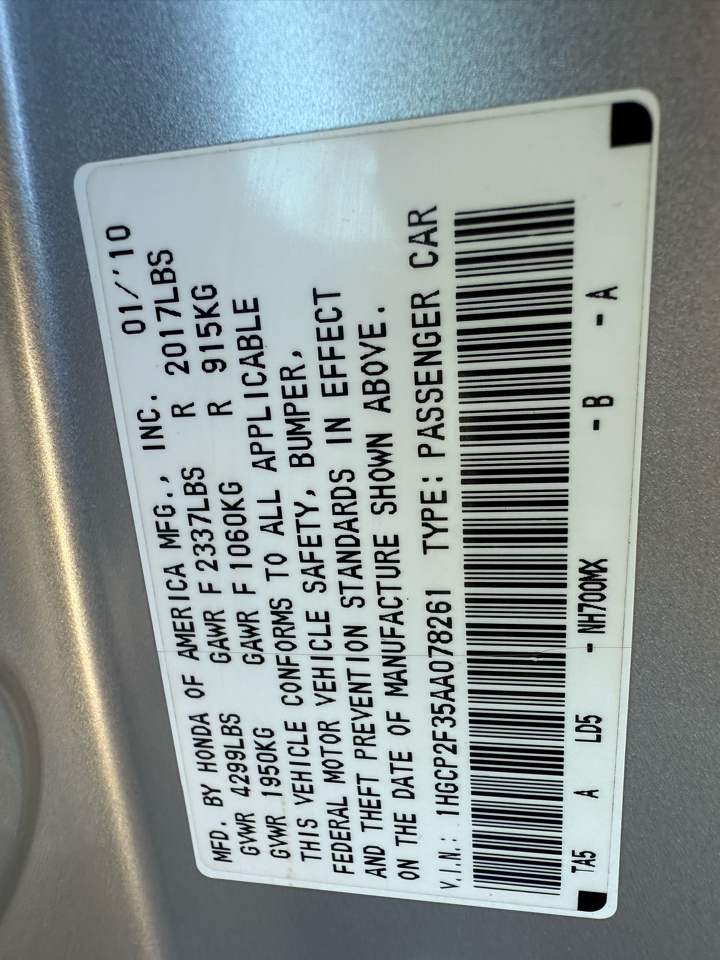 MFD. BY HONDA OF AMERICA MFG., INC. 01/'10
GVWR 4299LBS GAWR F 2337LBS R 2017LBS
GVWR 1950KG GAWR F 1060KG R 915KG
THIS VEHICLE CONFORMS TO ALL APPLICABLE
FEDERAL MOTOR VEHICLE SAFETY, BUMPER,
AND THEFT PREVENTION STANDARDS IN EFFECT
ON THE DATE OF MANUFACTURE SHOWN ABOVE.
V.I.N.: 1HGCP2F35AA078261 TYPE: PASSENGER CAR
TA5 A LD5 - NH700MX - B - A